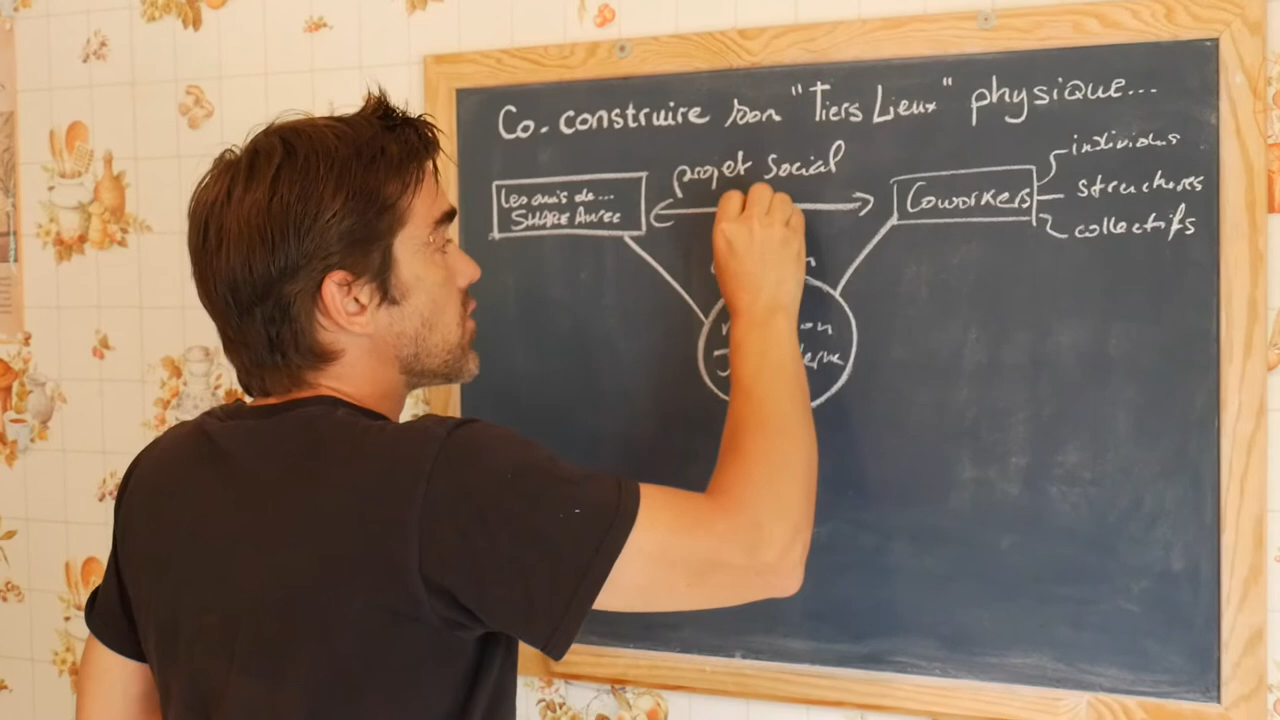 Co-construire son "Tiers Lieux" physique...
projet social
Les amis de...
SHARE AVEC
Coworkers
individus
structures
collectifs